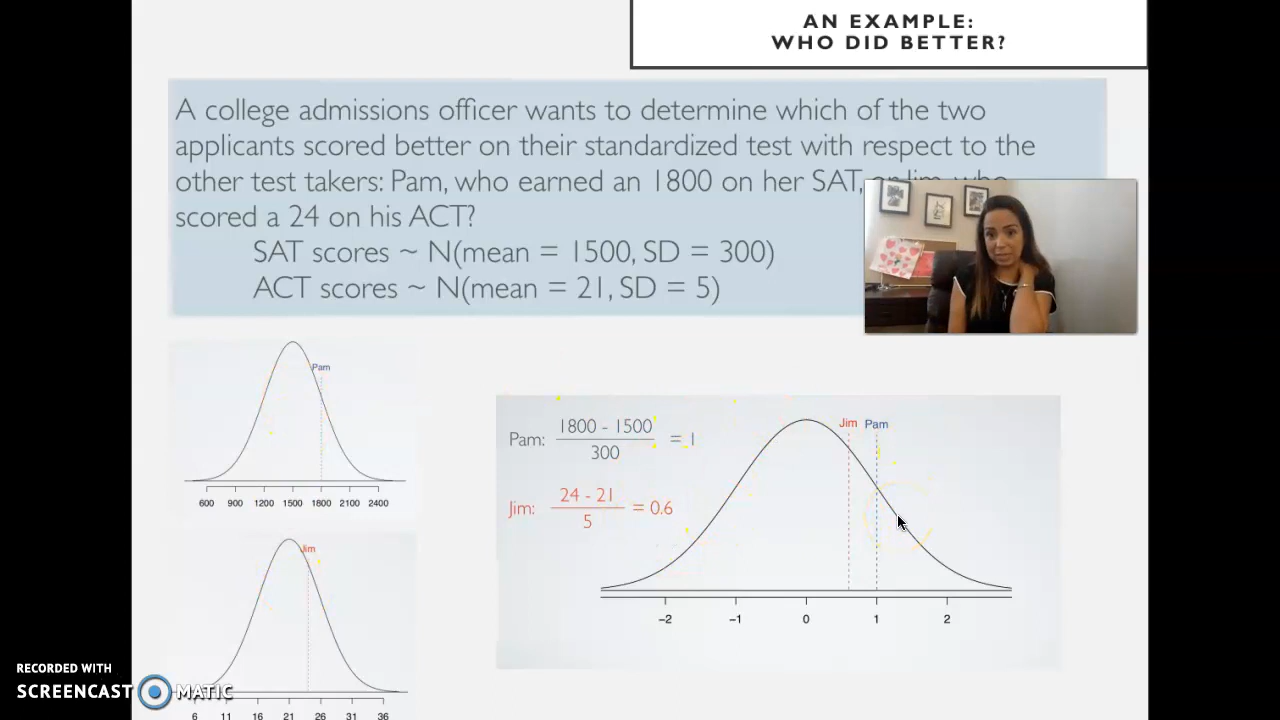 AN EXAMPLE:
WHO DID BETTER?
A college admissions officer wants to determine which of the two
applicants scored better on their standardized test with respect to the
other test takers: Pam, who earned an 1800 on her SAT, or Jim, who
scored a 24 on his ACT?
SAT scores ~ N(mean = 1500, SD = 300)
ACT scores ~ N(mean = 21, SD = 5)
Pam
600 900 1200 1500 1800 2100 2400
Jim
6 11 16 21 26 31 36
Pam: 1800 - 1500 = 1
300
Jim: 24 - 21 = 0.6
5
Jim Pam
−2 −1 0 1 2
RECORDED WITH
SCREENCAST MATIC